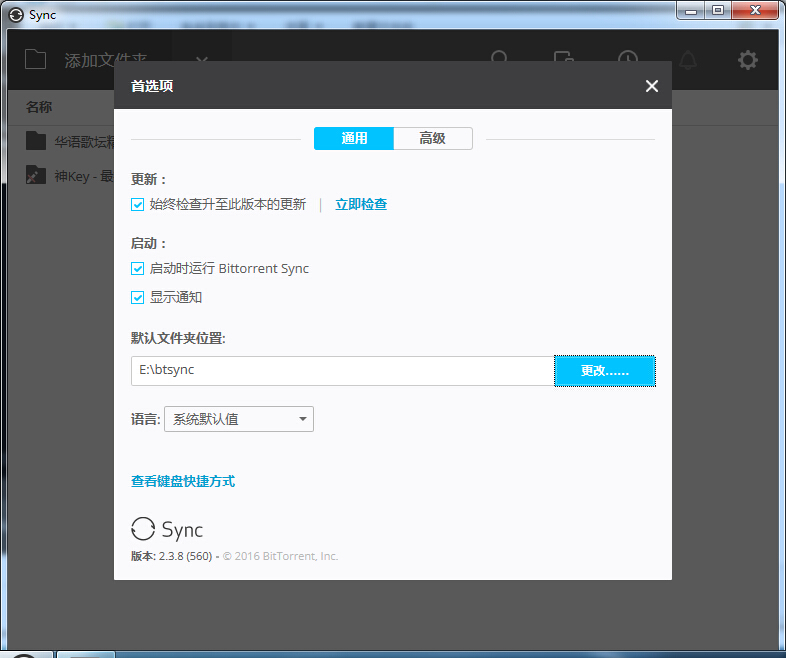 Sync
添加文件夹
首选项
名称
通用
高级
华语歌坛
神Key - 最
更新：
始终检查升至此版本的更新 | 立即检查
启动：
启动时运行 Bittorrent Sync
显示通知
默认文件夹位置:
E:\btsync
更改......
语言: 系统默认值
查看键盘快捷方式
Sync
版本: 2.3.8 (560) - © 2016 BitTorrent, Inc.